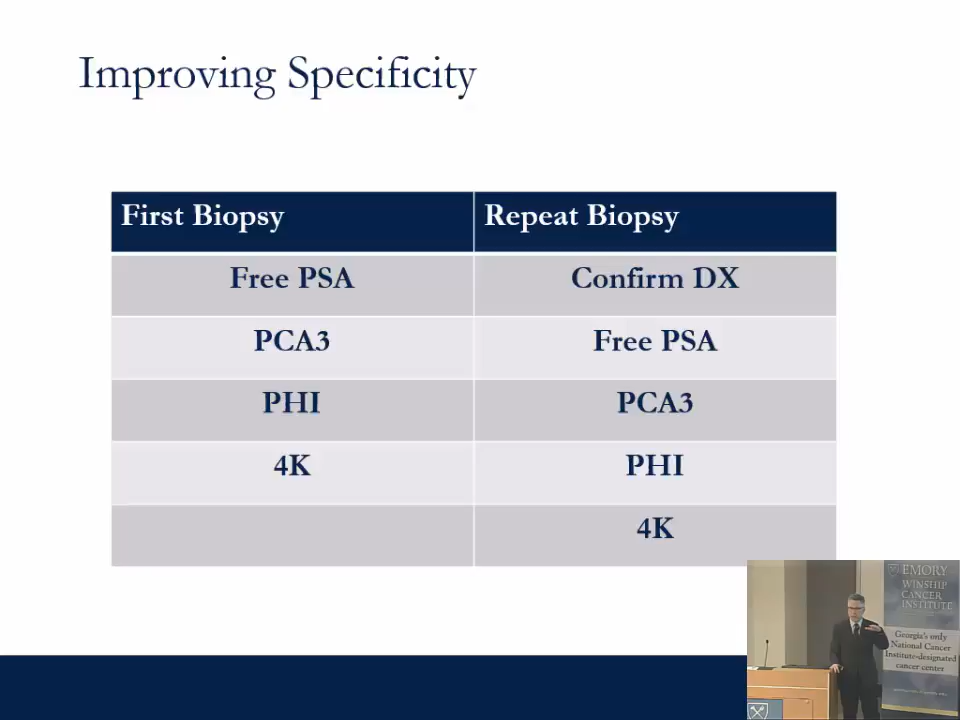 Improving Specificity
First Biopsy
Repeat Biopsy
Free PSA
Confirm DX
PCA3
Free PSA
PHI
PCA3
4K
PHI
4K
EMORY
WINSHIP
CANCER
INSTITUTE
Georgia's only
National Cancer
Institute-designated
cancer center